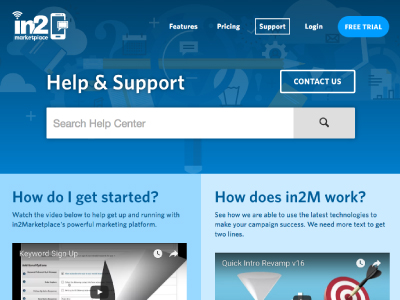 in2
marketplace
Features Pricing Support Login FREE TRIAL
Help & Support
CONTACT US
Search Help Center
How do I get started?
Watch the video below to help get up and running with
in2Marketplace's powerful marketing platform.
Keyword Sign-Up
How does in2M work?
See how we are able to use the latest technologies to
make your campaign success. We need more text to get
two lines.
Quick Intro Revamp v16